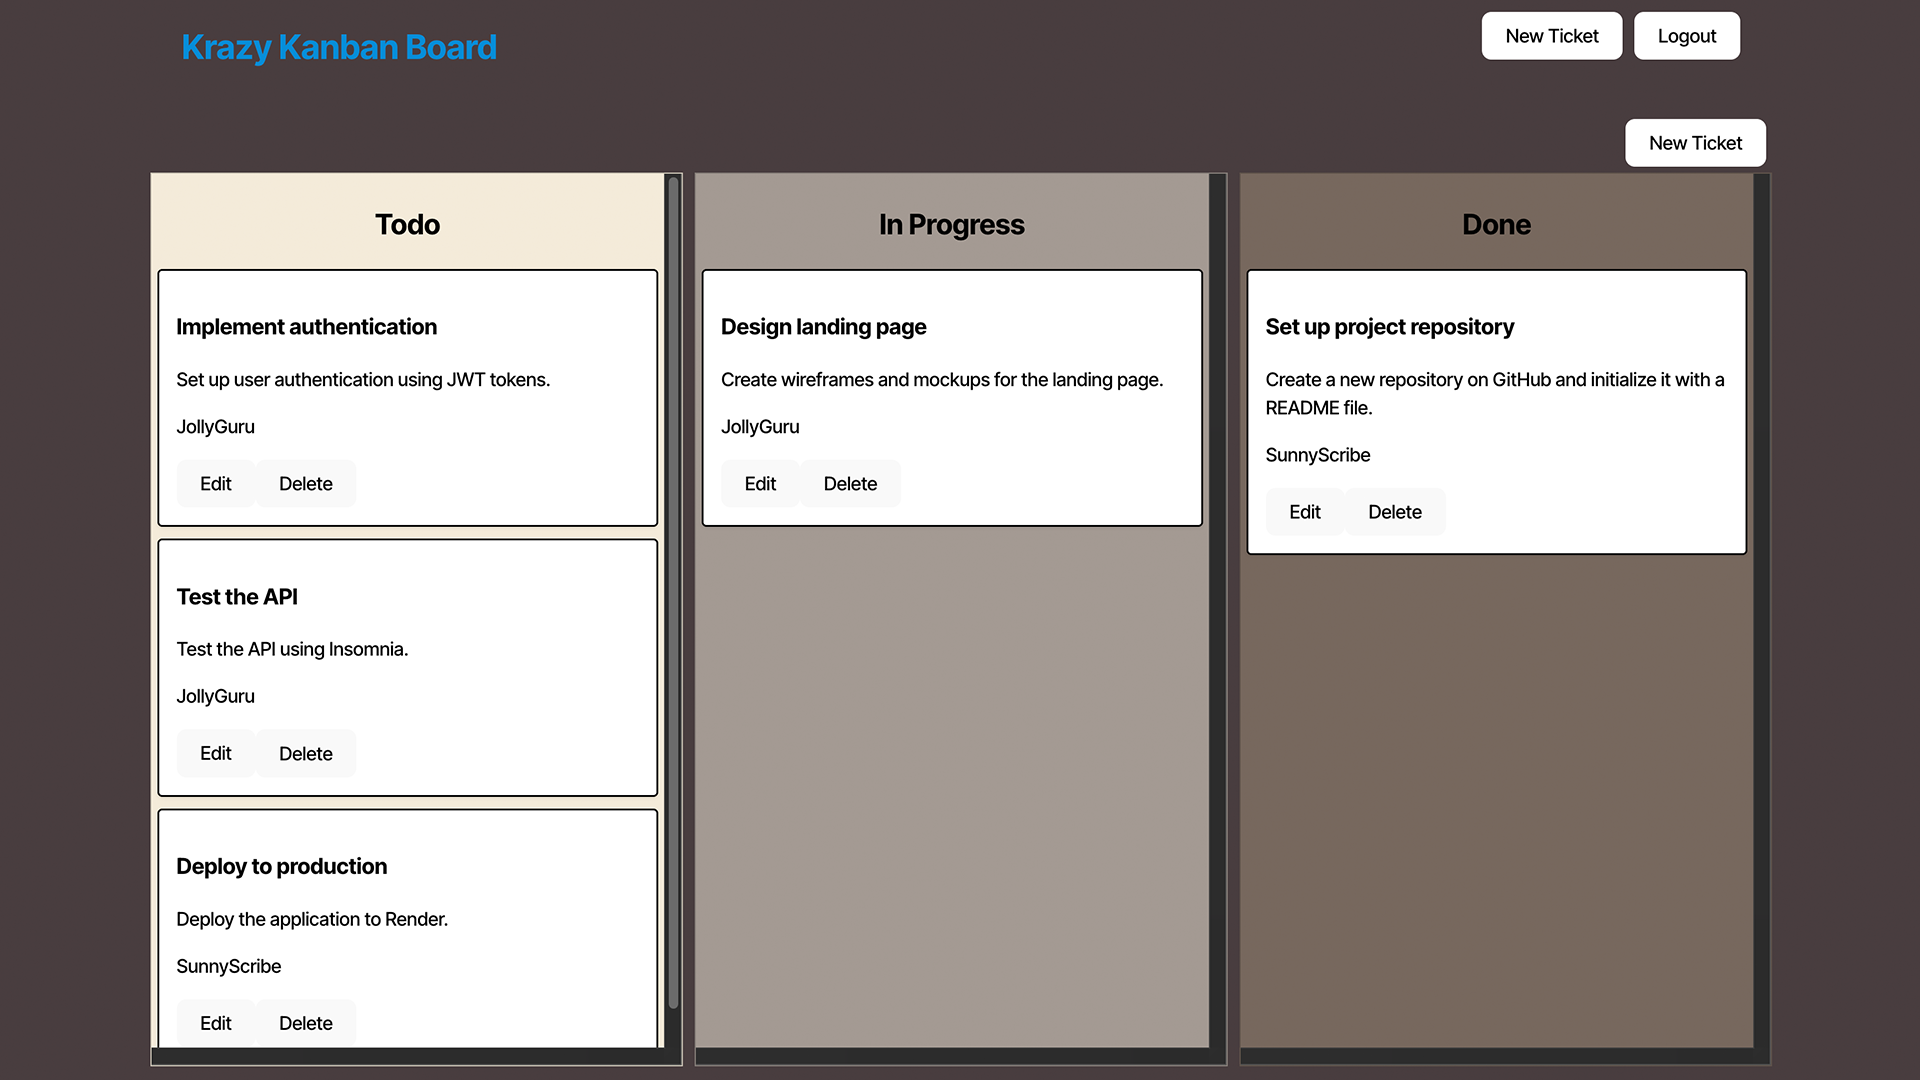 Krazy Kanban Board
New Ticket
Logout
New Ticket
Todo
Implement authentication
Set up user authentication using JWT tokens.
JollyGuru
Edit
Delete
Test the API
Test the API using Insomnia.
JollyGuru
Edit
Delete
Deploy to production
Deploy the application to Render.
SunnyScribe
Edit
Delete
In Progress
Design landing page
Create wireframes and mockups for the landing page.
JollyGuru
Edit
Delete
Done
Set up project repository
Create a new repository on GitHub and initialize it with a
README file.
SunnyScribe
Edit
Delete